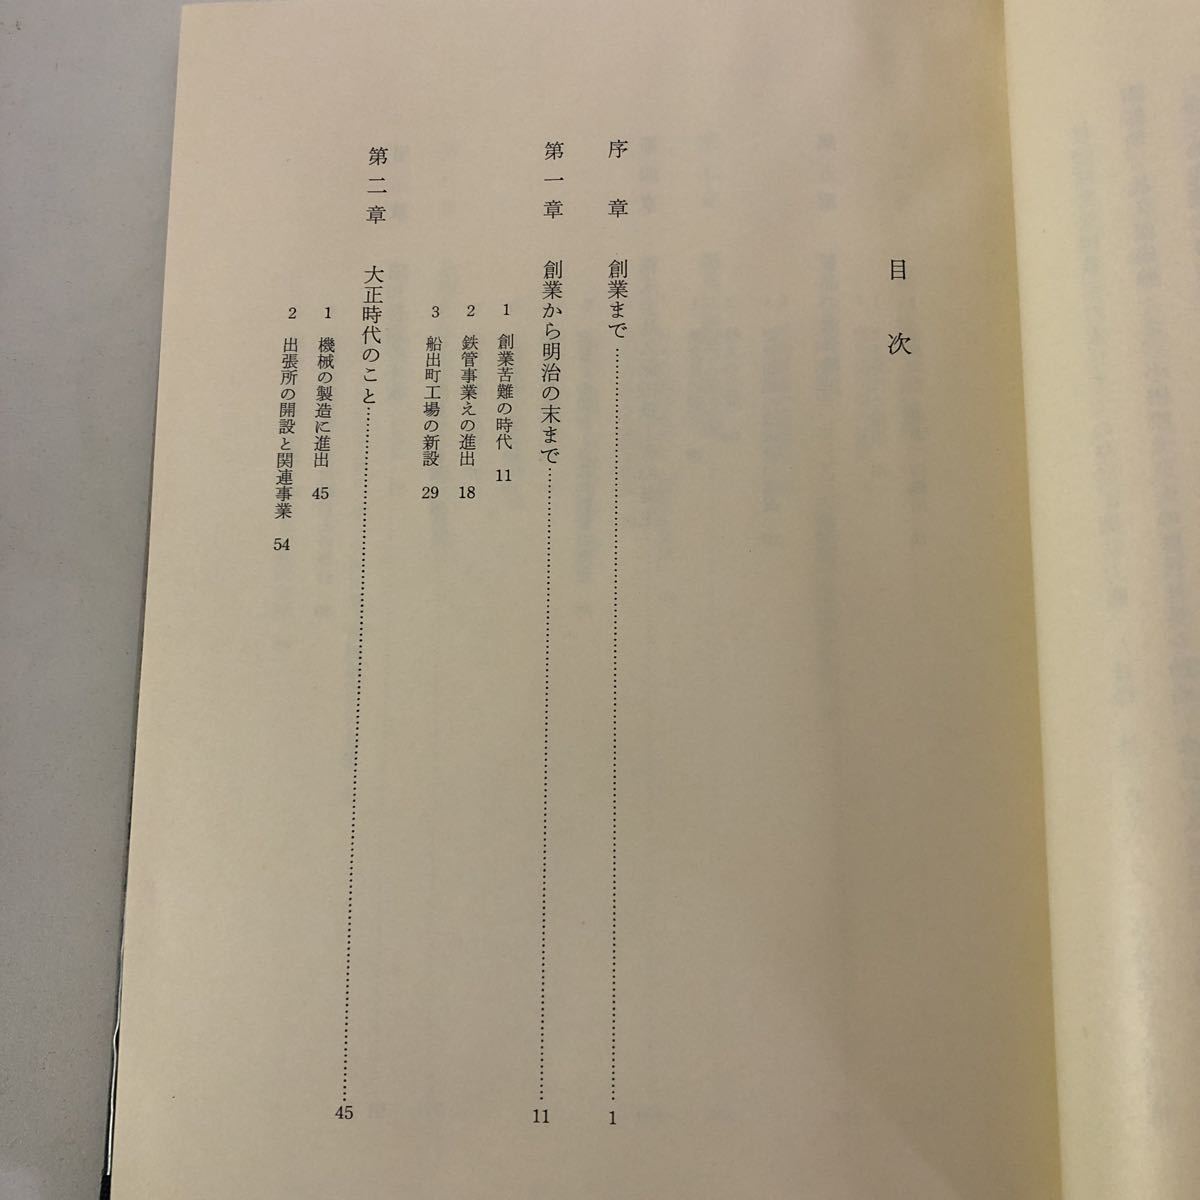 目次
序章 創業まで……………………………………1
第一章 創業から明治の末まで……………………………………11
1 創業苦難の時代 11
2 鉄管事業えの進出 18
3 船出町工場の新設 29
第二章 大正時代のこと……………………………………45
1 機械の製造に進出 45
2 出張所の開設と関連事業 54